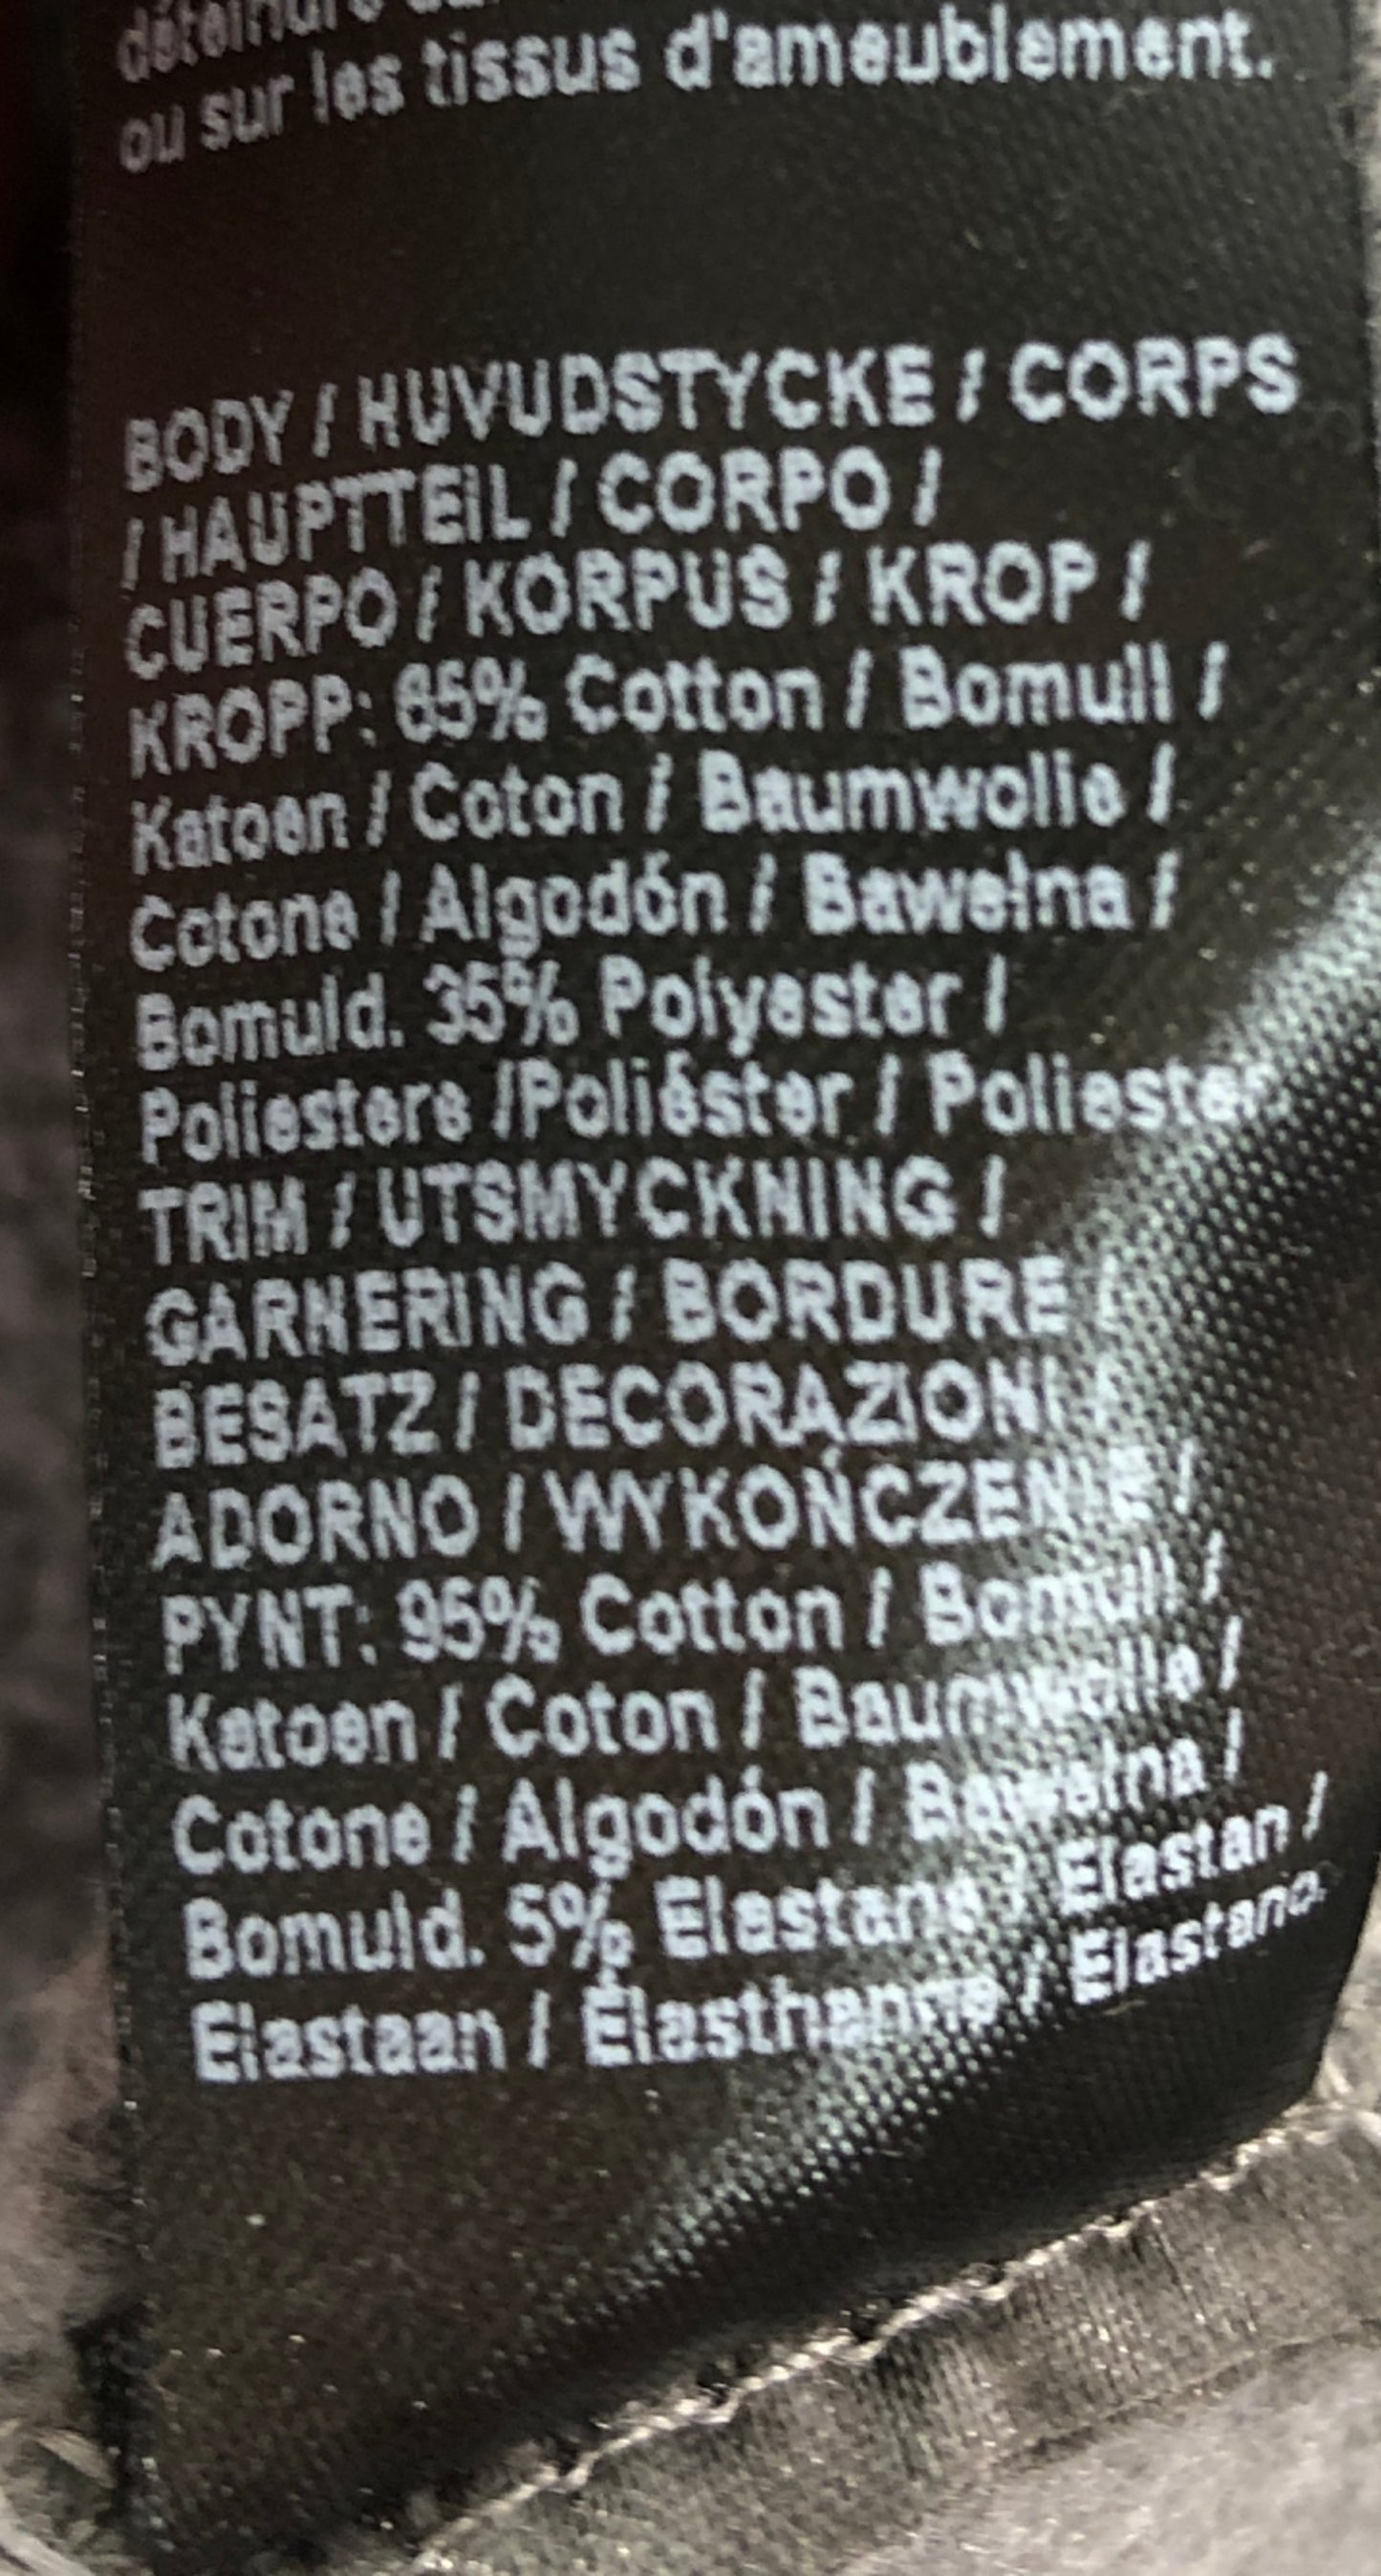 ou sur les tissus d'ameublement.
BODY / HUVUDSTYCKE / CORPS
/ HAUPTTEIL / CORPO /
CUERPO / KORPUS / KROP /
KROPP: 65% Cotton / Bomull /
Katoen / Coton / Baumwolle /
Cotone / Algodón / Bawełna /
Bomuld. 35% Polyester /
Poliestere /Poliéster / Poliester
TRIM / UTSMYCKNING /
GARNERING / BORDURE /
BESATZ / DECORAZIONI /
ADORNO / WYKOŃCZENIE /
PYNT: 95% Cotton / Bomull /
Katoen / Coton / Baumwolle /
Cotone / Algodón / Bawełna /
Bomuld. 5% Elastane / Elastan /
Elastaan / Élasthanne / Elastano.